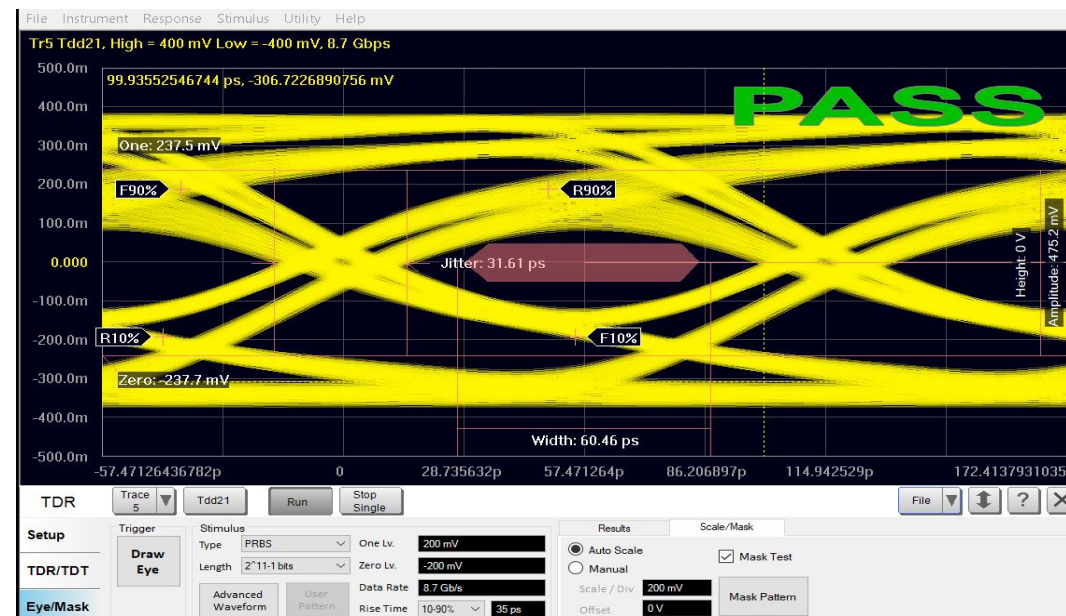 File Instrument Response Stimulus Utility Help
Tr5 Tdd21, High = 400 mV Low = -400 mV, 8.7 Gbps
500.0m
99.93552546744 ps, -306.7226890756 mV
PASS
400.0m
300.0m
One: 237.5 mV
200.0m
F90%
R90%
100.0m
0.000
Jitter: 31.61 ps
Height: 0 V
Amplitude: 475.2 mV
-100.0m
-200.0m
R10%
F10%
-300.0m
Zero: -237.7 mV
-400.0m
Width: 60.46 ps
-500.0m
-57.47126436782p 0 28.735632p 57.471264p 86.206897p 114.942529p 172.4137931035
TDR
Trace 5
Tdd21
Run
Stop Single
File
?
X
Setup
TDR/TDT
Eye/Mask
Trigger
Draw Eye
Stimulus
Type PRBS
Length 2^11-1 bits
Advanced Waveform
User Pattern
One Lv. 200 mV
Zero Lv. -200 mV
Data Rate 8.7 Gb/s
Rise Time 10-90% 35 ps
Results
Scale/Mask
Auto Scale
Manual
Scale / Div 200 mV
Offset 0 V
Mask Test
Mask Pattern